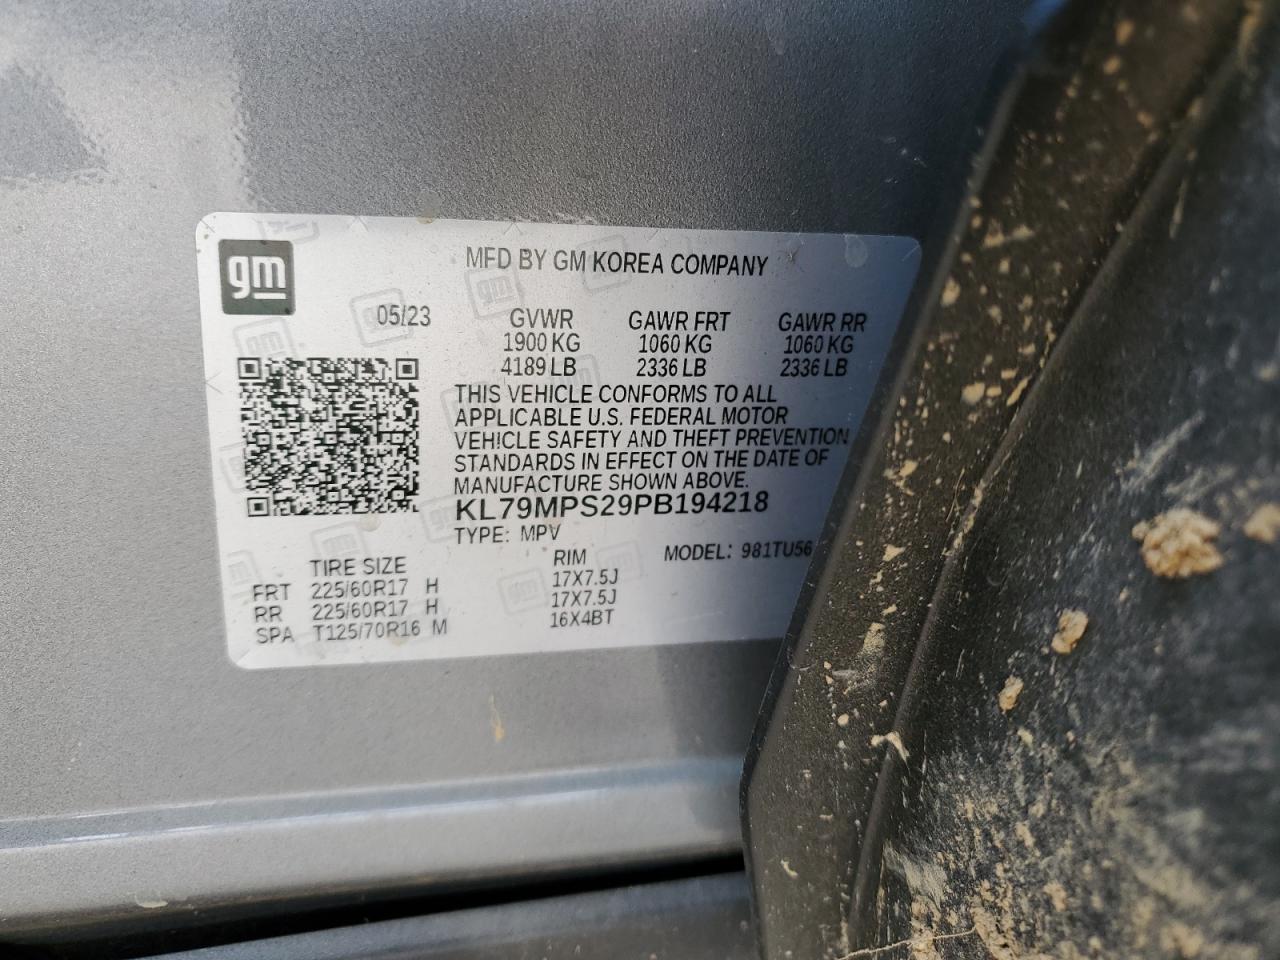 gm
MFD BY GM KOREA COMPANY
05/23
GVWR GAWR FRT GAWR RR
1900 KG 1060 KG 1060 KG
4189 LB 2336 LB 2336 LB
THIS VEHICLE CONFORMS TO ALL
APPLICABLE U.S. FEDERAL MOTOR
VEHICLE SAFETY AND THEFT PREVENTION
STANDARDS IN EFFECT ON THE DATE OF
MANUFACTURE SHOWN ABOVE.
KL79MPS29PB194218
TYPE: MPV
MODEL: 981TU56
TIRE SIZE RIM
FRT 225/60R17 H 17X7.5J
RR 225/60R17 H 17X7.5J
SPA T125/70R16 M 16X4BT